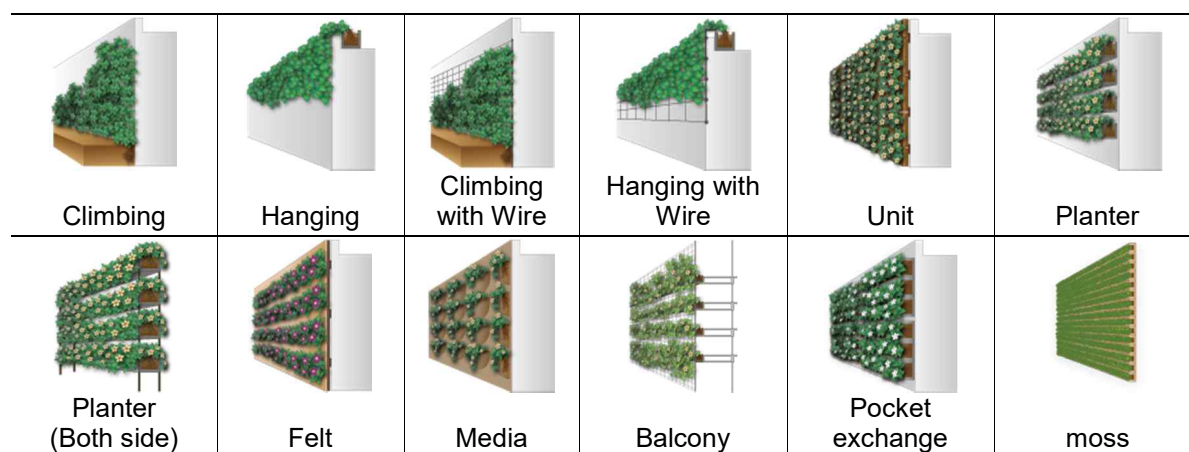 Climbing
Hanging
Climbing
with Wire
Hanging with
Wire
Unit
Planter
Planter
(Both side)
Felt
Media
Balcony
Pocket
exchange
moss